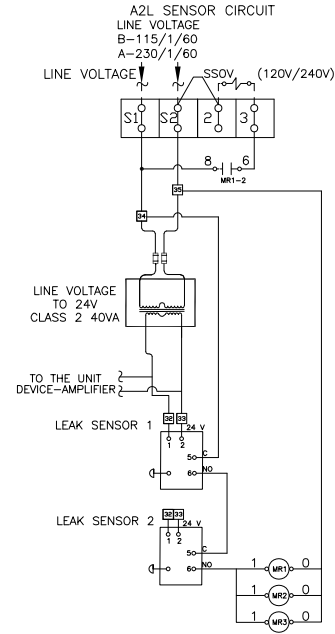 A2L SENSOR CIRCUIT
LINE VOLTAGE
B-115/1/60
A-230/1/60
LINE VOLTAGE
SSOV
(120V/240V)
S1 S2 2 3
8 6
MR1-2
35
34
LINE VOLTAGE
TO 24V
CLASS 2 40VA
TO THE UNIT
DEVICE-AMPLIFIER
32 33
LEAK SENSOR 1
24 V
1 2
5 C
6 NO
32 33
LEAK SENSOR 2
24 V
1 2
5 C
6 NO
1 MR1 0
1 MR2 0
1 MR3 0